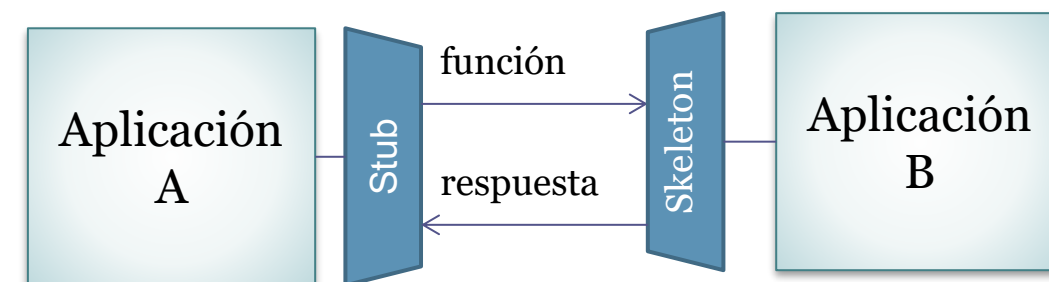 Aplicación
A
Stub
función
respuesta
Skeleton
Aplicación
B